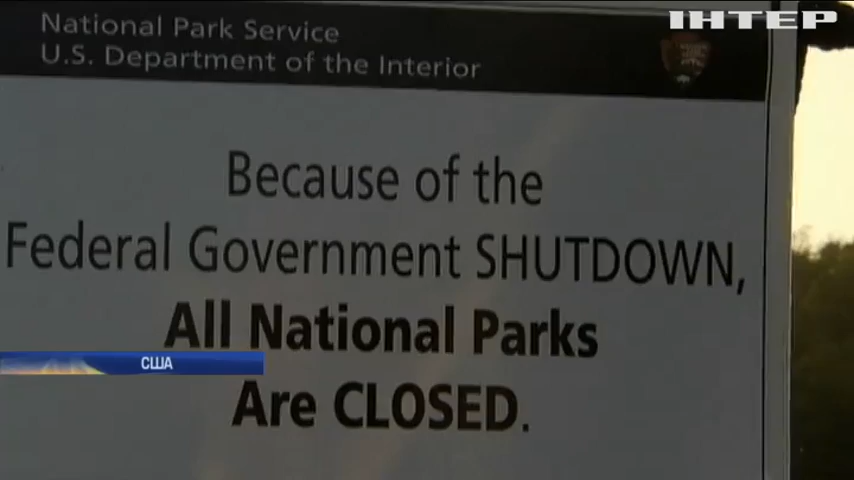 National Park Service
U.S. Department of the Interior
ІНТЕР
Because of the
Federal Government SHUTDOWN,
All National Parks
США
Are CLOSED.